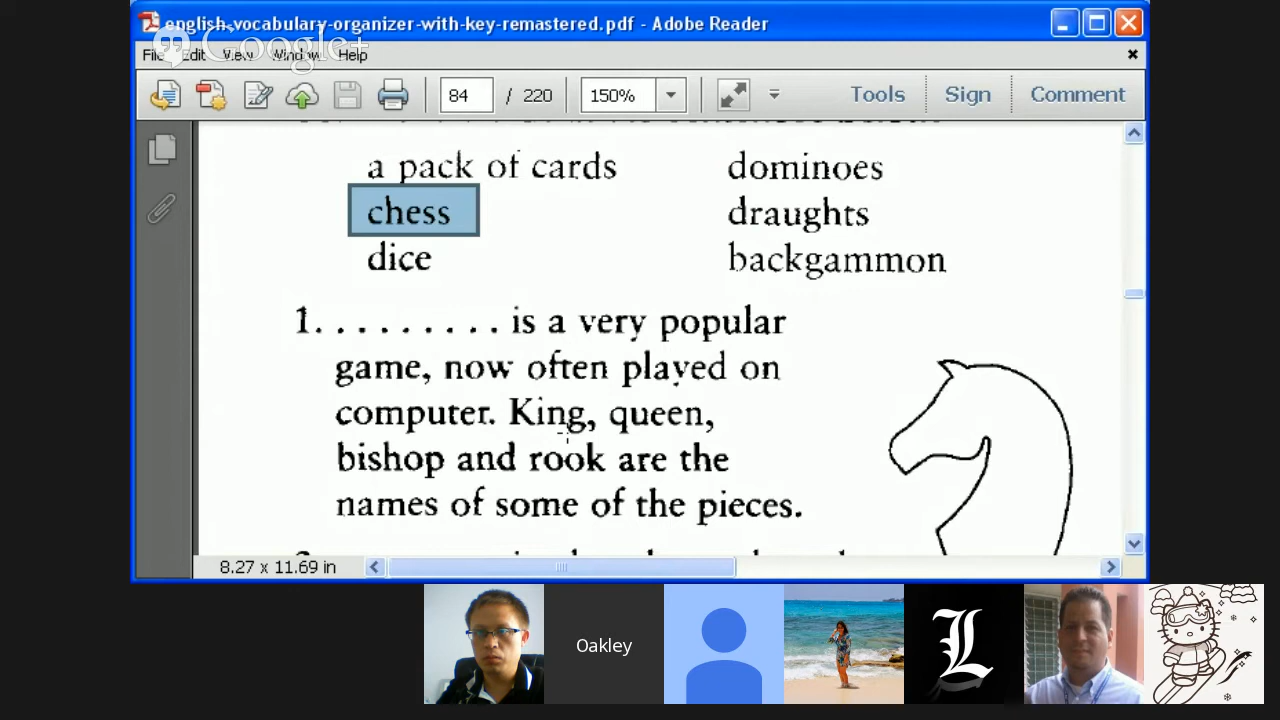 english-vocabulary-organizer-with-key-remastered.pdf - Adobe Reader
Google+
File Edit View Window Help
84 / 220 150% Tools Sign Comment
a pack of cards dominoes
chess draughts
dice backgammon
1. . . . . . . . . . is a very popular
game, now often played on
computer. King, queen,
bishop and rook are the
names of some of the pieces.
8.27 x 11.69 in
Oakley
L